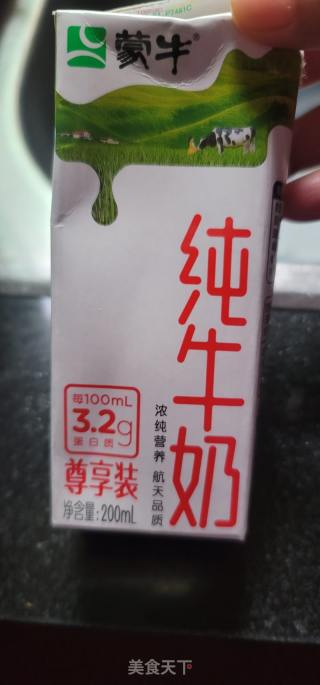 蒙牛®
纯牛奶
每100mL
3.2g
蛋白质
浓纯营养 航天品质
尊享装
净含量:200mL
美食天下